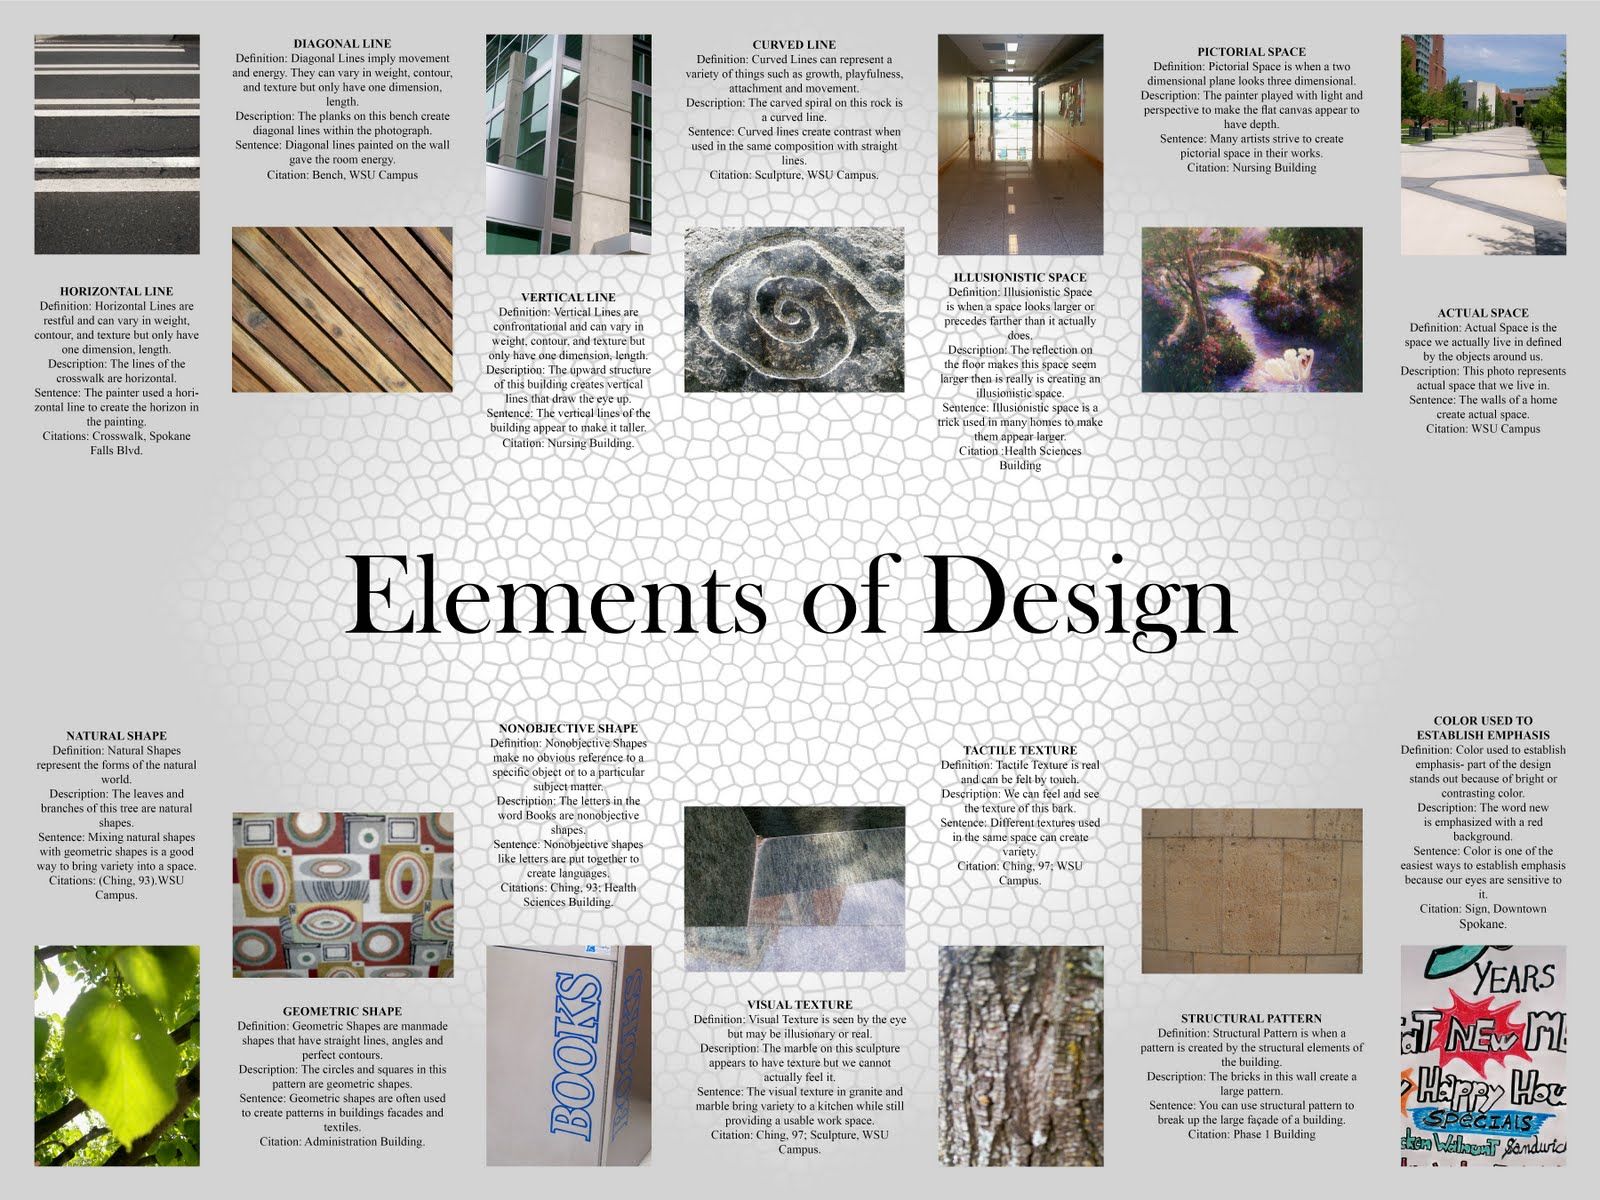 DIAGONAL LINE
Definition: Diagonal Lines imply movement
and energy. They can vary in weight, contour,
and texture but only have one dimension,
length.
Description: The planks on this bench create
diagonal lines within the photograph.
Sentence: Diagonal lines painted on the wall
gave the room energy.
Citation: Bench, WSU Campus
CURVED LINE
Definition: Curved Lines can represent a
variety of things such as growth, playfulness,
attachment and movement.
Description: The carved spiral on this rock is
a curved line.
Sentence: Curved lines create contrast when
used in the same composition with straight
lines.
Citation: Sculpture, WSU Campus.
PICTORIAL SPACE
Definition: Pictorial Space is when a two
dimensional plane looks three dimensional.
Description: The painter played with light and
perspective to make the flat canvas appear to
have depth.
Sentence: Many artists strive to create
pictorial space in their works.
Citation: Nursing Building
HORIZONTAL LINE
Definition: Horizontal Lines are
restful and can vary in weight,
contour, and texture but only have
one dimension, length.
Description: The lines of the
crosswalk are horizontal.
Sentence: The painter used a hori-
zontal line to create the horizon in
the painting.
Citations: Crosswalk, Spokane
Falls Blvd.
VERTICAL LINE
Definition: Vertical Lines are
confrontational and can vary in
weight, contour, and texture but
only have one dimension, length.
Description: The upward structure
of this building creates vertical
lines that draw the eye up.
Sentence: The vertical lines of the
building appear to make it taller.
Citation: Nursing Building.
ILLUSIONISTIC SPACE
Definition: Illusionistic Space
is when a space looks larger or
precedes farther than it actually
does.
Description: The reflection on
the floor makes this space seem
larger then is really is creating an
illusionistic space.
Sentence: Illusionistic space is a
trick used in many homes to make
them appear larger.
Citation :Health Sciences
Building
ACTUAL SPACE
Definition: Actual Space is the
space we actually live in defined
by the objects around us.
Description: This photo represents
actual space that we live in.
Sentence: The walls of a home
create actual space.
Citation: WSU Campus
Elements of Design
NATURAL SHAPE
Definition: Natural Shapes
represent the forms of the natural
world.
Description: The leaves and
branches of this tree are natural
shapes.
Sentence: Mixing natural shapes
with geometric shapes is a good
way to bring variety into a space.
Citations: (Ching, 93).WSU
Campus.
NONOBJECTIVE SHAPE
Definition: Nonobjective Shapes
make no obvious reference to a
specific object or to a particular
subject matter.
Description: The letters in the
word Books are nonobjective
shapes.
Sentence: Nonobjective shapes
like letters are put together to
create languages.
Citations: Ching, 93; Health
Sciences Building.
TACTILE TEXTURE
Definition: Tactile Texture is real
and can be felt by touch.
Description: We can feel and see
the texture of this bark.
Sentence: Different textures used
in the same space can create
variety.
Citation: Ching, 97; WSU
Campus.
COLOR USED TO
ESTABLISH EMPHASIS
Definition: Color used to establish
emphasis- part of the design
stands out because of bright or
contrasting color.
Description: The word new
is emphasized with a red
background.
Sentence: Color is one of the
easiest ways to establish emphasis
because our eyes are sensitive to
it.
Citation: Sign, Downtown
Spokane.
GEOMETRIC SHAPE
Definition: Geometric Shapes are manmade
shapes that have straight lines, angles and
perfect contours.
Description: The circles and squares in this
pattern are geometric shapes.
Sentence: Geometric shapes are often used
to create patterns in buildings facades and
textiles.
Citation: Administration Building.
BOOKS
BOOKS
VISUAL TEXTURE
Definition: Visual Texture is seen by the eye
but may be illusionary or real.
Description: The marble on this sculpture
appears to have texture but we cannot
actually feel it.
Sentence: The visual texture in granite and
marble bring variety to a kitchen while still
providing a usable work space.
Citation: Ching, 97; Sculpture, WSU
Campus.
STRUCTURAL PATTERN
Definition: Structural Pattern is when a
pattern is created by the structural elements of
the building.
Description: The bricks in this wall create a
large pattern.
Sentence: You can use structural pattern to
break up the large façade of a building.
Citation: Phase 1 Building
YEARS
aT NEW ME
Happy Hou
SPECIALS
cken Walnut Sandwic